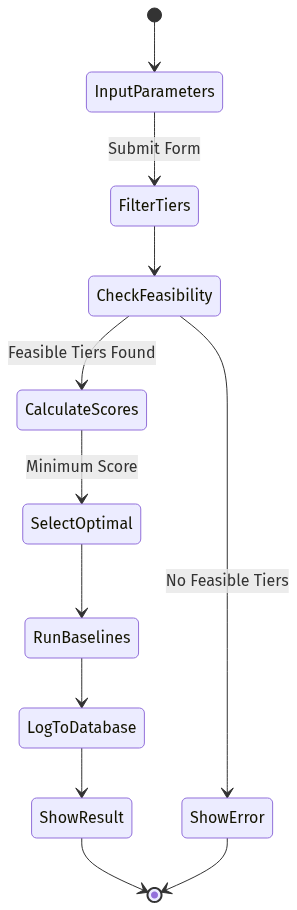 InputParameters
Submit Form
FilterTiers
CheckFeasibility
Feasible Tiers Found
CalculateScores
Minimum Score
SelectOptimal
No Feasible Tiers
RunBaselines
LogToDatabase
ShowResult
ShowError